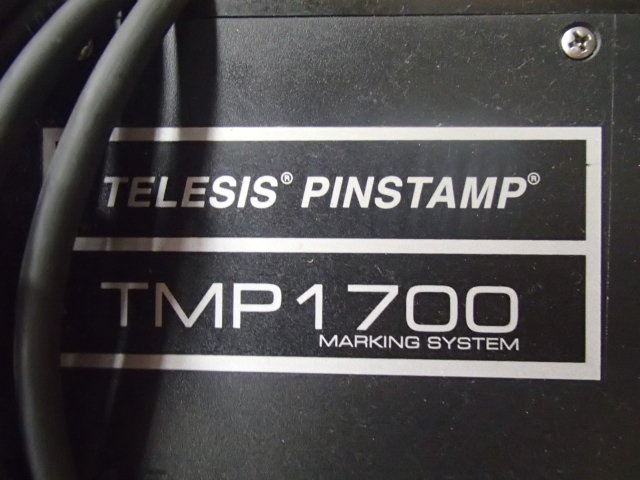 TELESIS® PINSTAMP®
TMP1700
MARKING SYSTEM